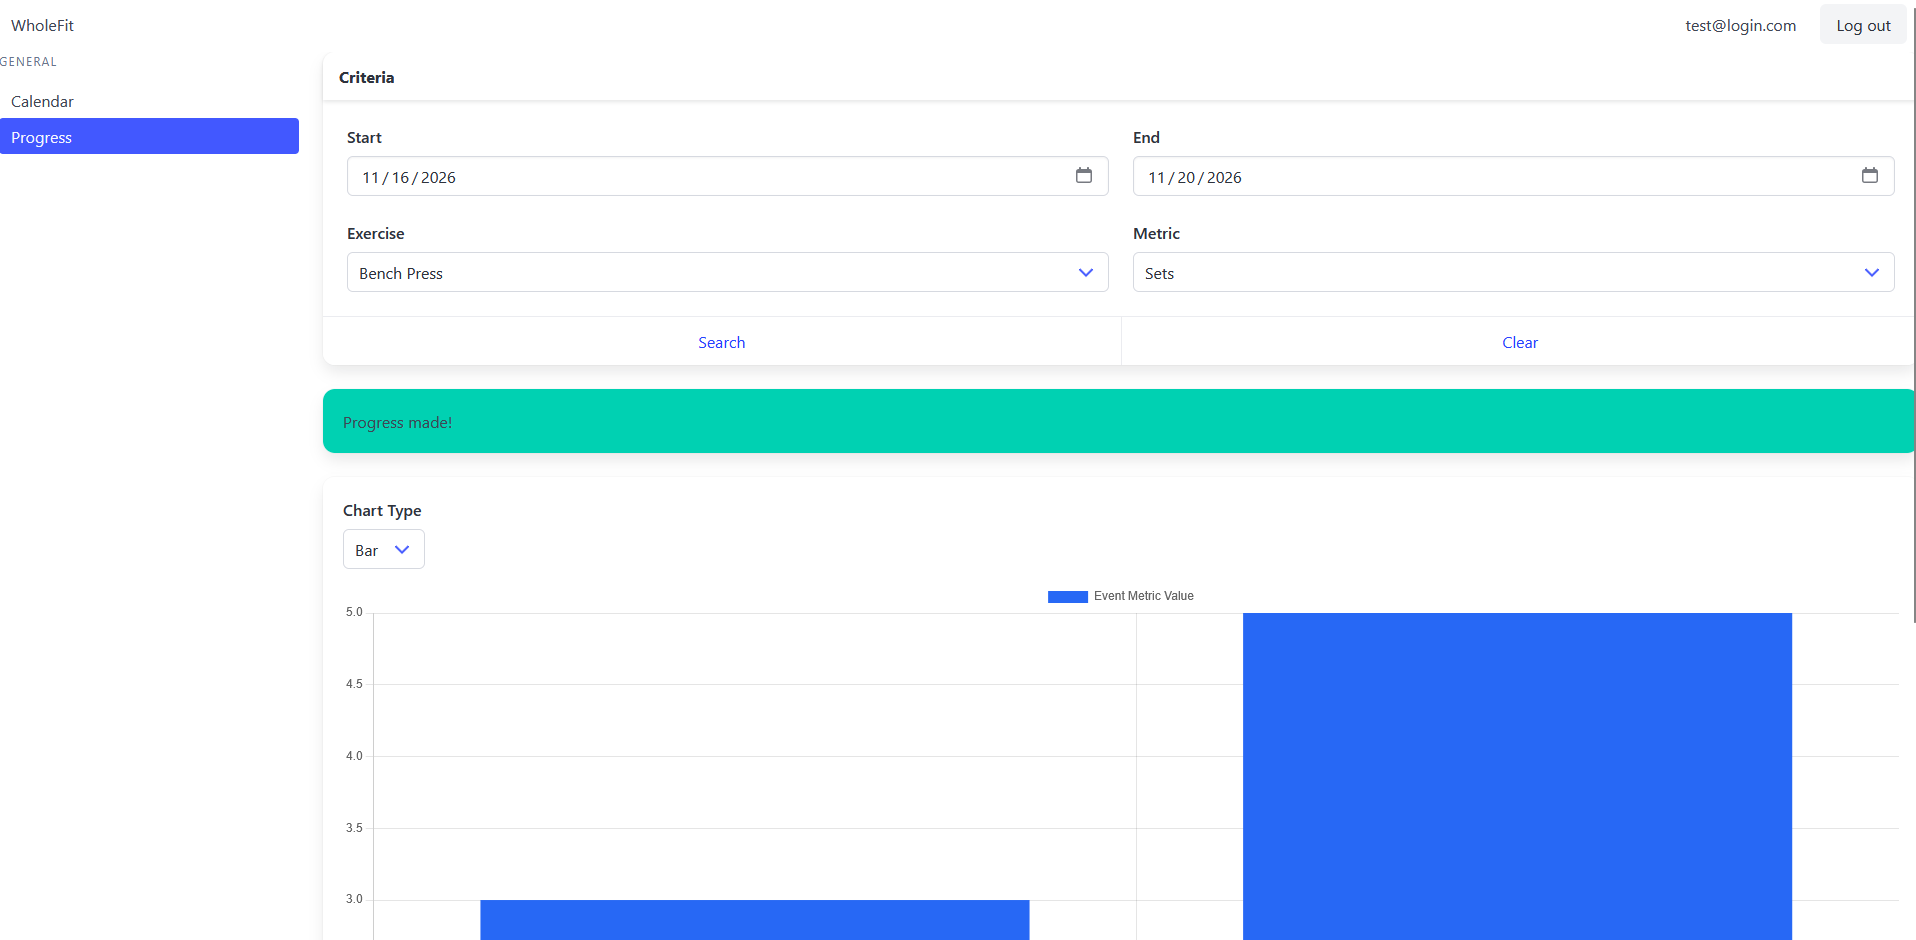 WholeFit
test@login.com
Log out
GENERAL
Calendar
Progress
Criteria
Start
End
11/16/2026
11/20/2026
Exercise
Metric
Bench Press
Sets
Search
Clear
Progress made!
Chart Type
Bar
Event Metric Value
5.0
4.5
4.0
3.5
3.0